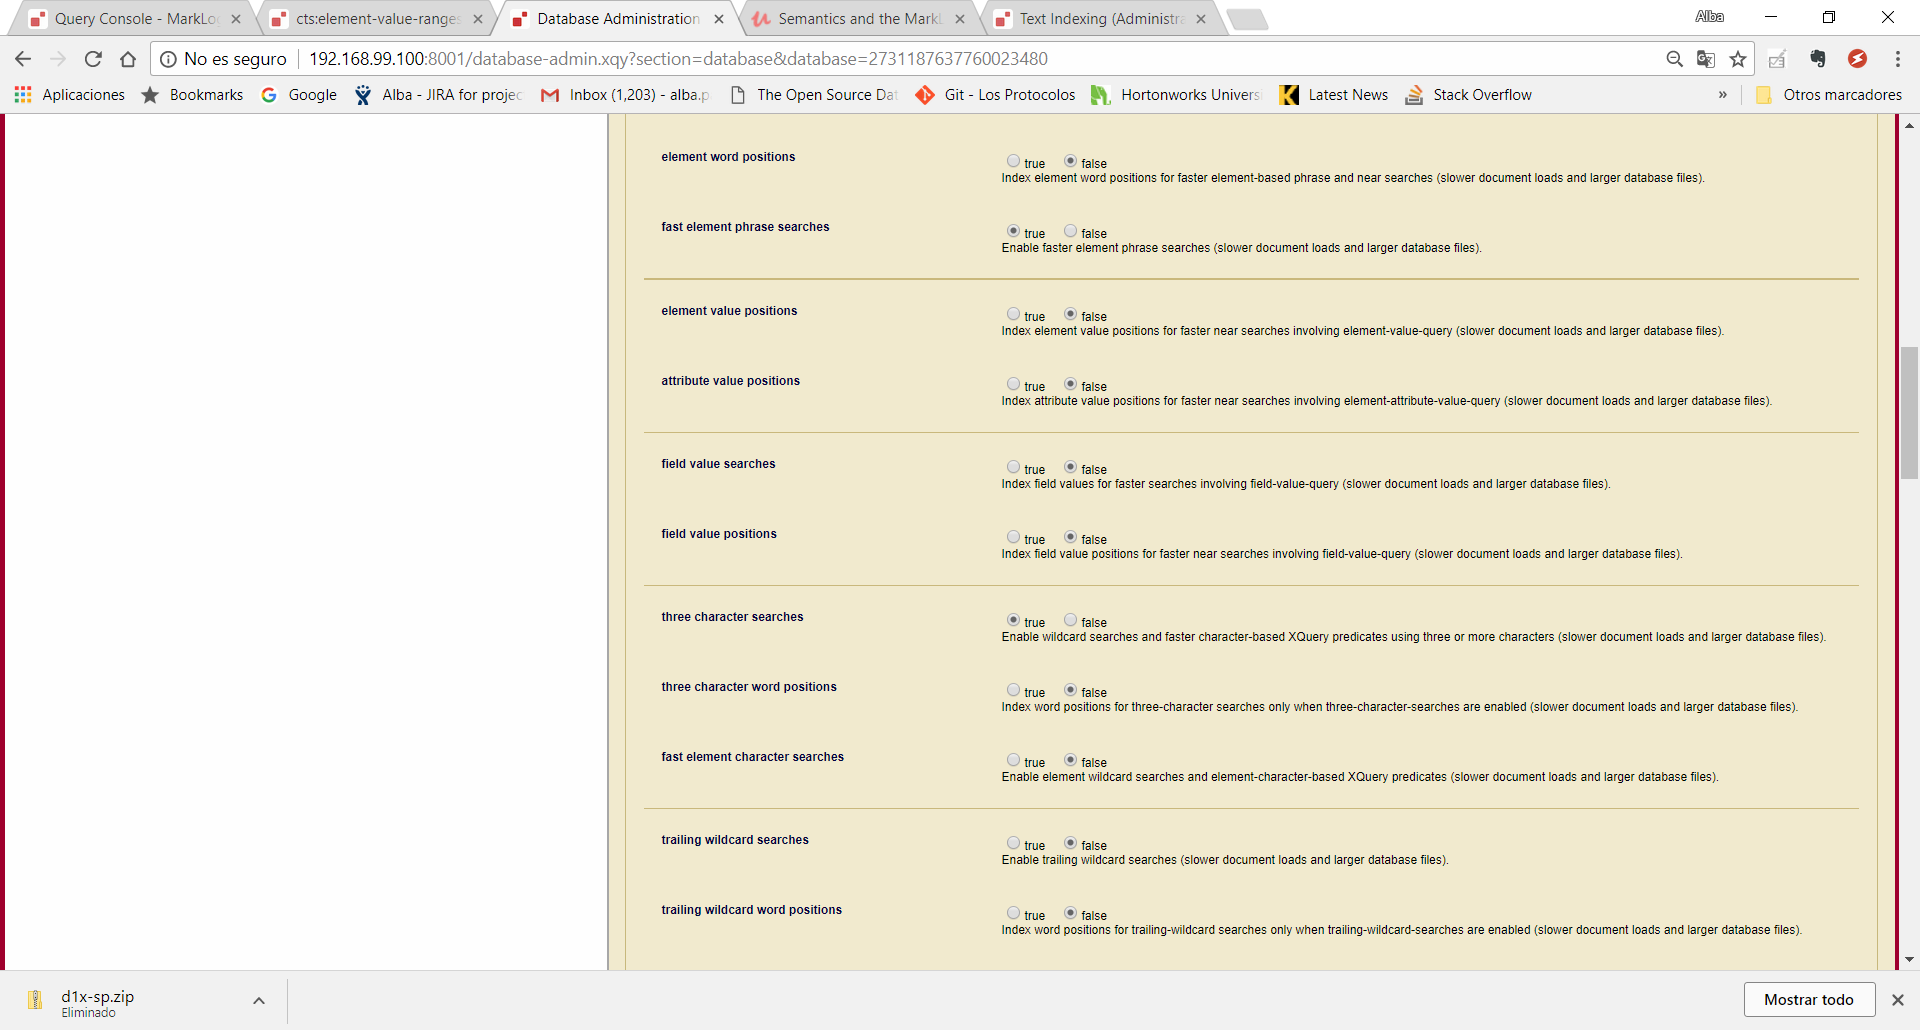 Query Console - MarkLo
cts:element-value-ranges
Database Administration
Semantics and the MarkL
Text Indexing (Administra
Alba
No es seguro
192.168.99.100:8001/database-admin.xqy?section=database&database=2731187637760023480
Aplicaciones
Bookmarks
Google
Alba - JIRA for projec
Inbox (1,203) - alba.p
The Open Source Dat
Git - Los Protocolos
Hortonworks Universi
Latest News
Stack Overflow
»
Otros marcadores
element word positions
true false
Index element word positions for faster element-based phrase and near searches (slower document loads and larger database files).
fast element phrase searches
true false
Enable faster element phrase searches (slower document loads and larger database files).
element value positions
true false
Index element value positions for faster near searches involving element-value-query (slower document loads and larger database files).
attribute value positions
true false
Index attribute value positions for faster near searches involving element-attribute-value-query (slower document loads and larger database files).
field value searches
true false
Index field values for faster searches involving field-value-query (slower document loads and larger database files).
field value positions
true false
Index field value positions for faster near searches involving field-value-query (slower document loads and larger database files).
three character searches
true false
Enable wildcard searches and faster character-based XQuery predicates using three or more characters (slower document loads and larger database files).
three character word positions
true false
Index word positions for three-character searches only when three-character-searches are enabled (slower document loads and larger database files).
fast element character searches
true false
Enable element wildcard searches and element-character-based XQuery predicates (slower document loads and larger database files).
trailing wildcard searches
true false
Enable trailing wildcard searches (slower document loads and larger database files).
trailing wildcard word positions
true false
Index word positions for trailing-wildcard searches only when trailing-wildcard-searches are enabled (slower document loads and larger database files).
d1x-sp.zip
Eliminado
Mostrar todo